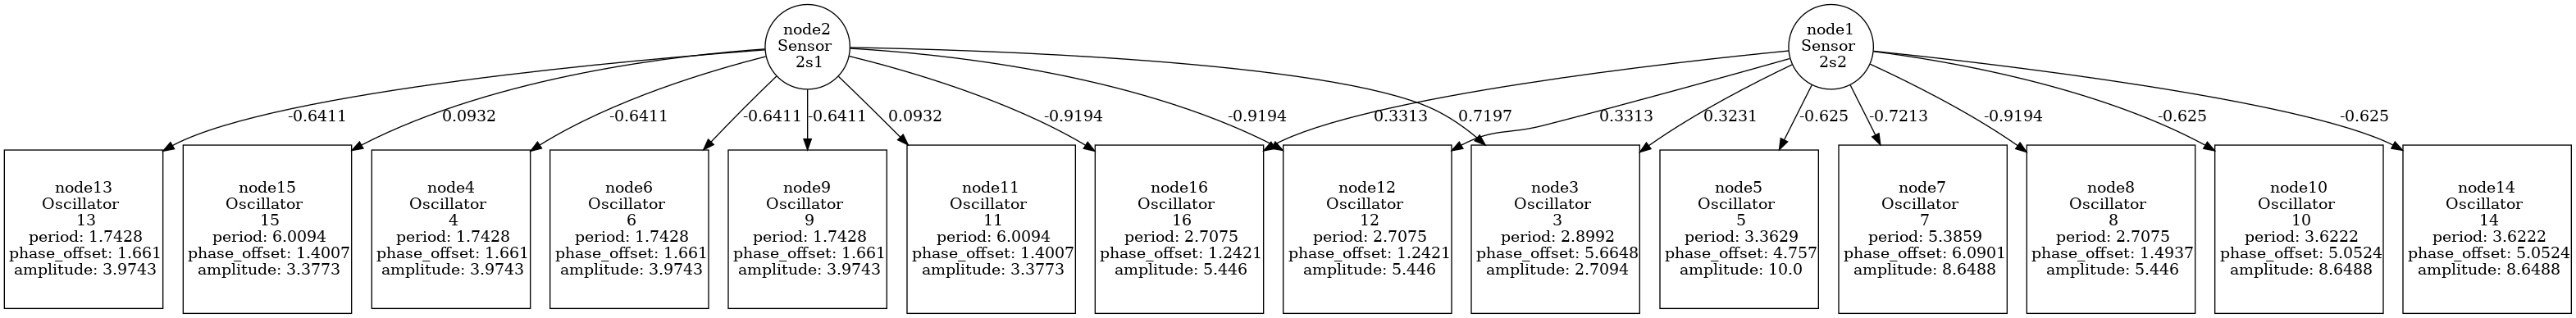 node2
Sensor
2s1
node1
Sensor
2s2
-0.6411
0.0932
-0.6411
-0.6411
-0.6411
0.0932
-0.9194
-0.9194
0.3313
0.7197
0.3313
0.3231
-0.625
-0.7213
-0.9194
-0.625
-0.625
node13
Oscillator
13
period: 1.7428
phase_offset: 1.661
amplitude: 3.9743
node15
Oscillator
15
period: 6.0094
phase_offset: 1.4007
amplitude: 3.3773
node4
Oscillator
4
period: 1.7428
phase_offset: 1.661
amplitude: 3.9743
node6
Oscillator
6
period: 1.7428
phase_offset: 1.661
amplitude: 3.9743
node9
Oscillator
9
period: 1.7428
phase_offset: 1.661
amplitude: 3.9743
node11
Oscillator
11
period: 6.0094
phase_offset: 1.4007
amplitude: 3.3773
node16
Oscillator
16
period: 2.7075
phase_offset: 1.2421
amplitude: 5.446
node12
Oscillator
12
period: 2.7075
phase_offset: 1.2421
amplitude: 5.446
node3
Oscillator
3
period: 2.8992
phase_offset: 5.6648
amplitude: 2.7094
node5
Oscillator
5
period: 3.3629
phase_offset: 4.757
amplitude: 10.0
node7
Oscillator
7
period: 5.3859
phase_offset: 6.0901
amplitude: 8.6488
node8
Oscillator
8
period: 2.7075
phase_offset: 1.4937
amplitude: 5.446
node10
Oscillator
10
period: 3.6222
phase_offset: 5.0524
amplitude: 8.6488
node14
Oscillator
14
period: 3.6222
phase_offset: 5.0524
amplitude: 8.6488